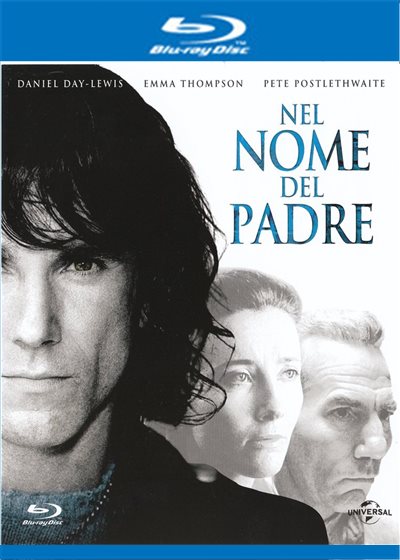 Blu-ray Disc
DANIEL DAY-LEWIS EMMA THOMPSON PETE POSTLETHWAITE
NEL
NOME
DEL
PADRE
Blu-ray Disc
UNIVERSAL